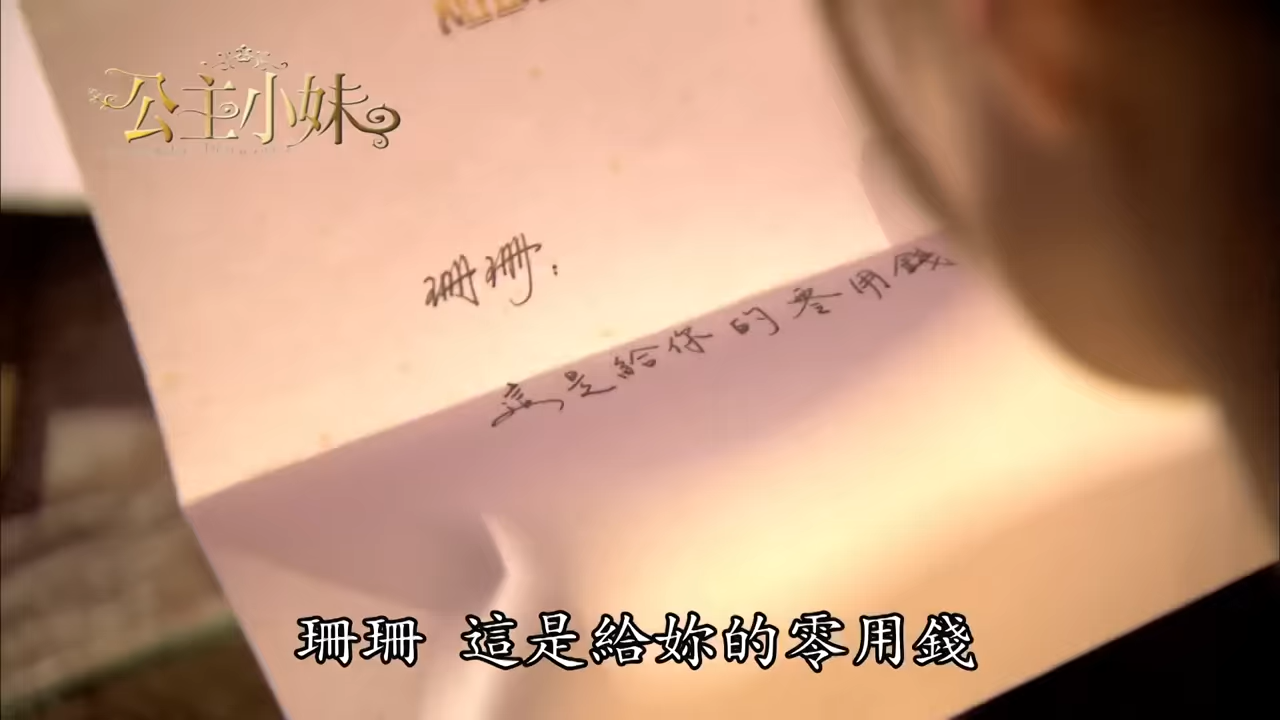 公主小妹
珊珊:
這是給你的零用錢
珊珊 這是給妳的零用錢